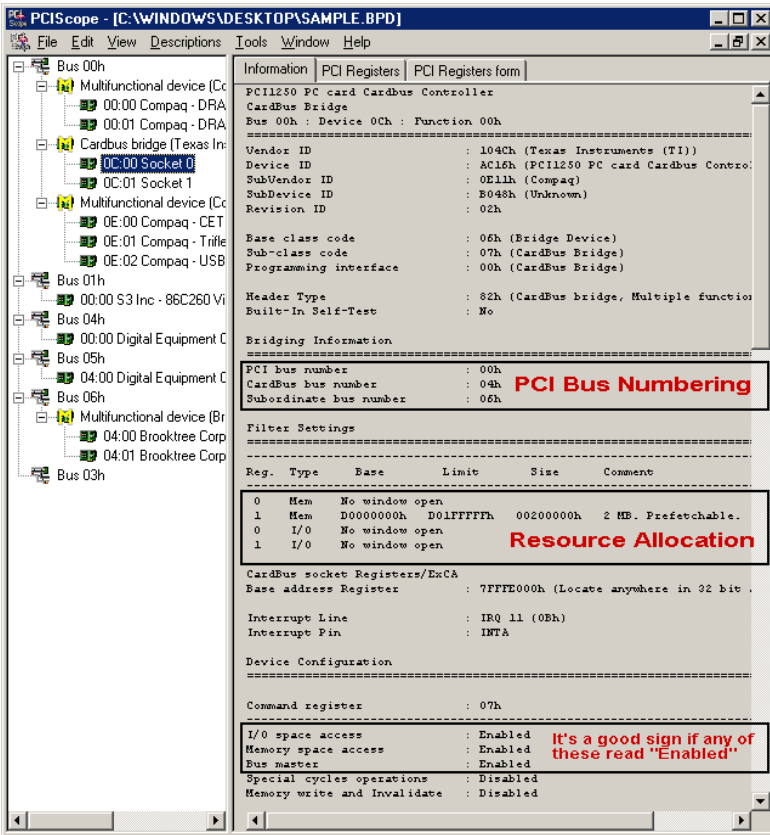 PCIScope - [C:\WINDOWS\DESKTOP\SAMPLE.BPD]
File Edit View Descriptions Tools Window Help
Bus 00h
Multifunctional device (Co
00:00 Compaq - DRA
00:01 Compaq - DRA
Cardbus bridge (Texas In
0C:00 Socket 0
0C:01 Socket 1
Multifunctional device (Co
0E:00 Compaq - CET
0E:01 Compaq - Trifle
0E:02 Compaq - USB
Bus 01h
00:00 S3 Inc - 86C260 Vi
Bus 04h
00:00 Digital Equipment C
Bus 05h
04:00 Digital Equipment C
Bus 06h
Multifunctional device (Br
04:00 Brooktree Corp
04:01 Brooktree Corp
Bus 03h
Information PCI Registers PCI Registers form
PCI1250 PC card Cardbus Controller
CardBus Bridge
Bus 00h : Device 0Ch : Function 00h
Vendor ID : 104Ch (Texas Instruments (TI))
Device ID : AC16h (PCI1250 PC card Cardbus Contro
SubVendor ID : 0E11h (Compaq)
SubDevice ID : B048h (Unknown)
Revision ID : 02h
Base class code : 06h (Bridge Device)
Sub-class code : 07h (CardBus Bridge)
Programming interface : 00h (CardBus Bridge)
Header Type : 82h (CardBus bridge, Multiple function
Built-In Self-Test : No
Bridging Information
PCI bus number : 00h
CardBus bus number : 04h
Subordinate bus number : 06h
PCI Bus Numbering
Filter Settings
Reg. Type Base Limit Size Comment
0 Mem No window open
1 Mem D0000000h D01FFFFFh 00200000h 2 MB. Prefetchable.
0 I/O No window open
1 I/O No window open
Resource Allocation
CardBus socket Registers/ExCA
Base address Register : 7FFFE000h (Locate anywhere in 32 bit .
Interrupt Line : IRQ 11 (0Bh)
Interrupt Pin : INTA
Device Configuration
Command register : 07h
I/O space access : Enabled
Memory space access : Enabled
Bus master : Enabled
It's a good sign if any of
these read "Enabled"
Special cycles operations : Disabled
Memory write and Invalidate : Disabled